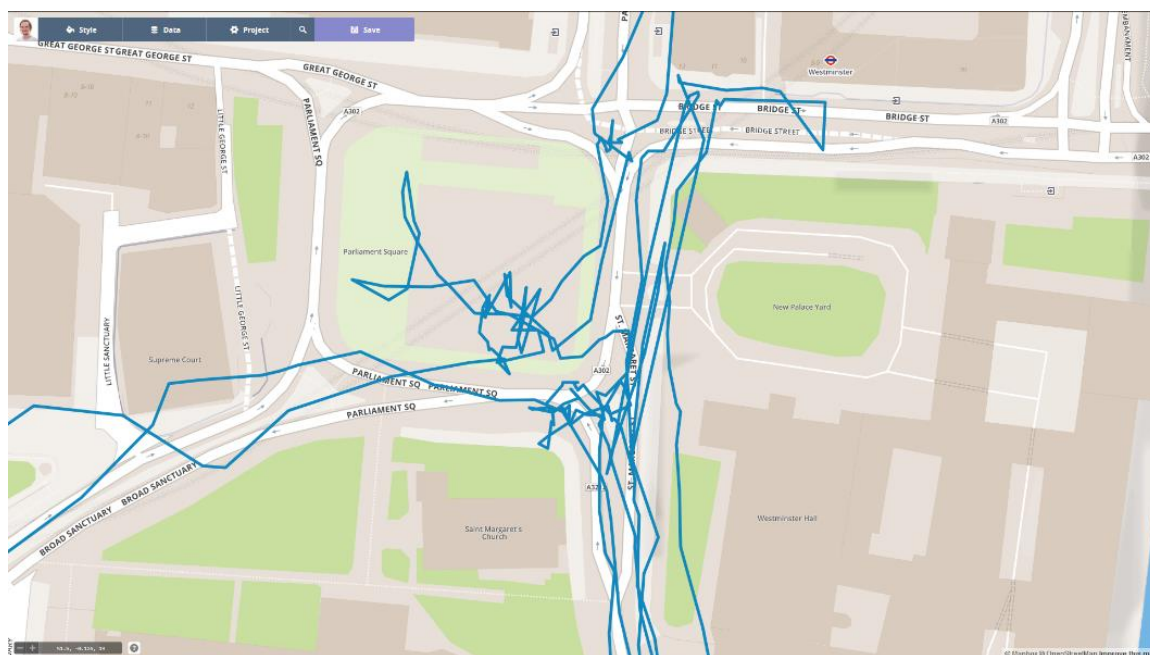 Style
Data
Project
Save
GREAT GEORGE ST
GREAT GEORGE ST
GREAT GEORGE ST
A302
PARLIAMENT SQ
LITTLE GEORGE ST
Westminster
BRIDGE ST
BRIDGE ST
BRIDGE ST
A302
BRIDGE STREET
BRIDGE STREET
A302
Parliament Square
LITTLE GEORGE ST
LITTLE SANCTUARY
Supreme Court
New Palace Yard
A302
PARLIAMENT SQ
PARLIAMENT SQ
PARLIAMENT SQ
BROAD SANCTUARY
BROAD SANCTUARY
Saint Margaret's
Church
Westminster Hall